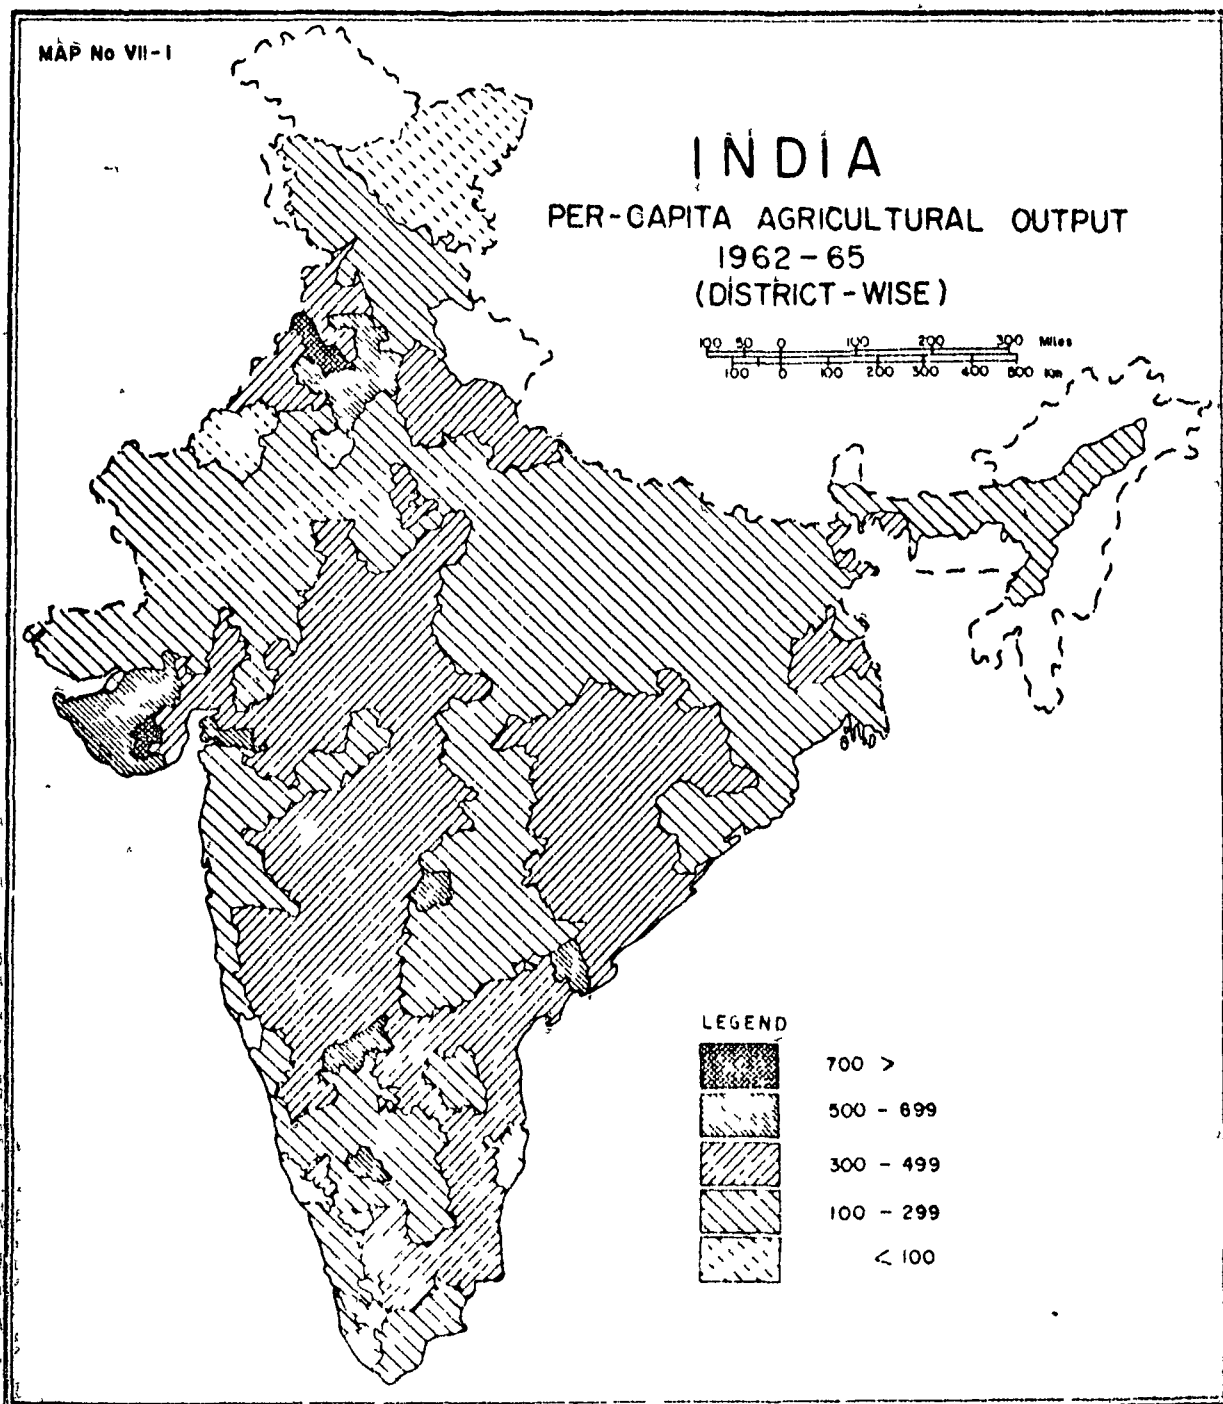 MAP No VII-I
INDIA
PER-CAPITA AGRICULTURAL OUTPUT
1962-65
(DISTRICT-WISE)
100 50 0 100 200 300 Miles
100 0 100 200 300 400 500 Km
LEGEND
700 >
500 - 699
300 - 499
100 - 299
< 100